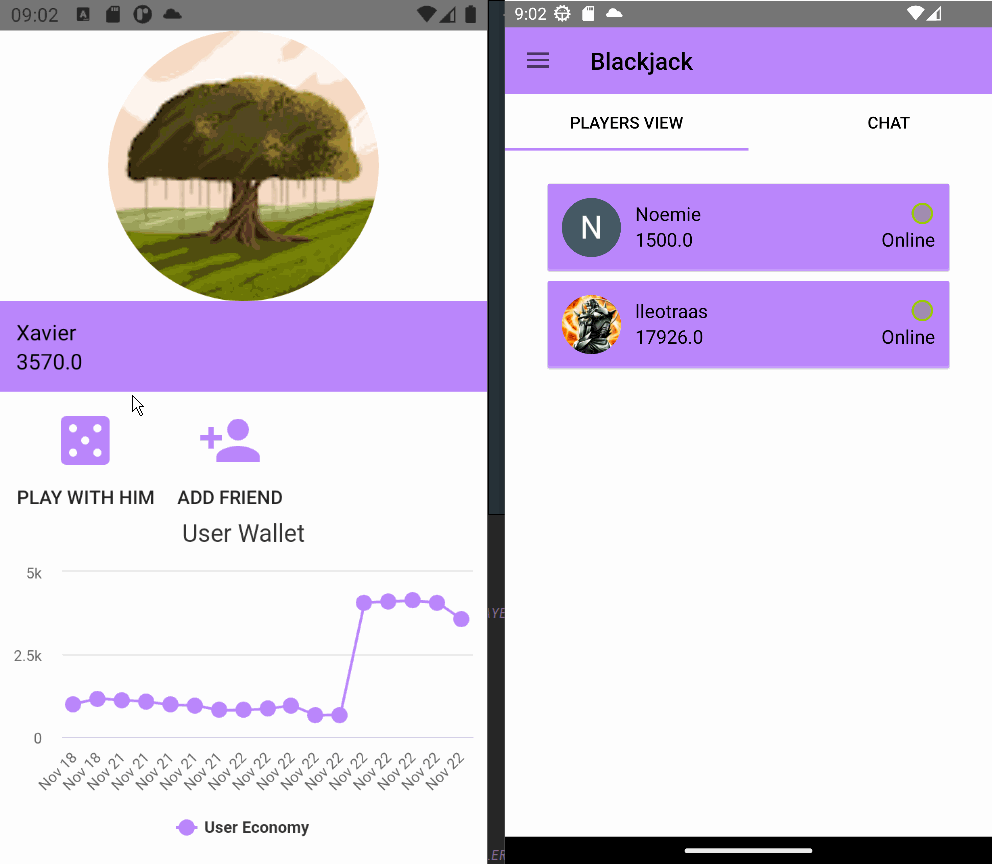 09:02
Xavier
3570.0
PLAY WITH HIM
ADD FRIEND
User Wallet
5k
2.5k
0
Nov 18
Nov 18
Nov 21
Nov 21
Nov 21
Nov 21
Nov 21
Nov 22
Nov 22
Nov 22
Nov 22
Nov 22
Nov 22
Nov 22
Nov 22
Nov 22
Nov 22
User Economy
9:02
Blackjack
PLAYERS VIEW
CHAT
N
Noemie
1500.0
Online
lleotraas
17926.0
Online